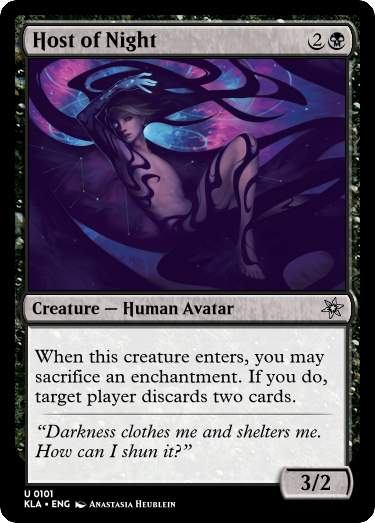 Host of Night 2
Creature — Human Avatar
When this creature enters, you may
sacrifice an enchantment. If you do,
target player discards two cards.
“Darkness clothes me and shelters me.
How can I shun it?”
3/2
U 0101
KLA • ENG Anastasia Heublein